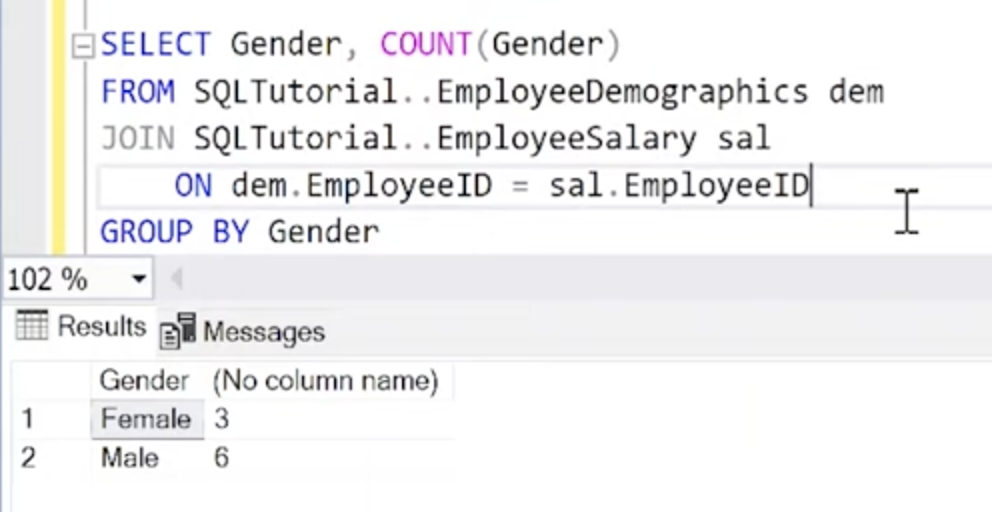 SELECT Gender, COUNT(Gender)
FROM SQLTutorial..EmployeeDemographics dem
JOIN SQLTutorial..EmployeeSalary sal
ON dem.EmployeeID = sal.EmployeeID
GROUP BY Gender
102 %
Results Messages
Gender (No column name)
1 Female 3
2 Male 6